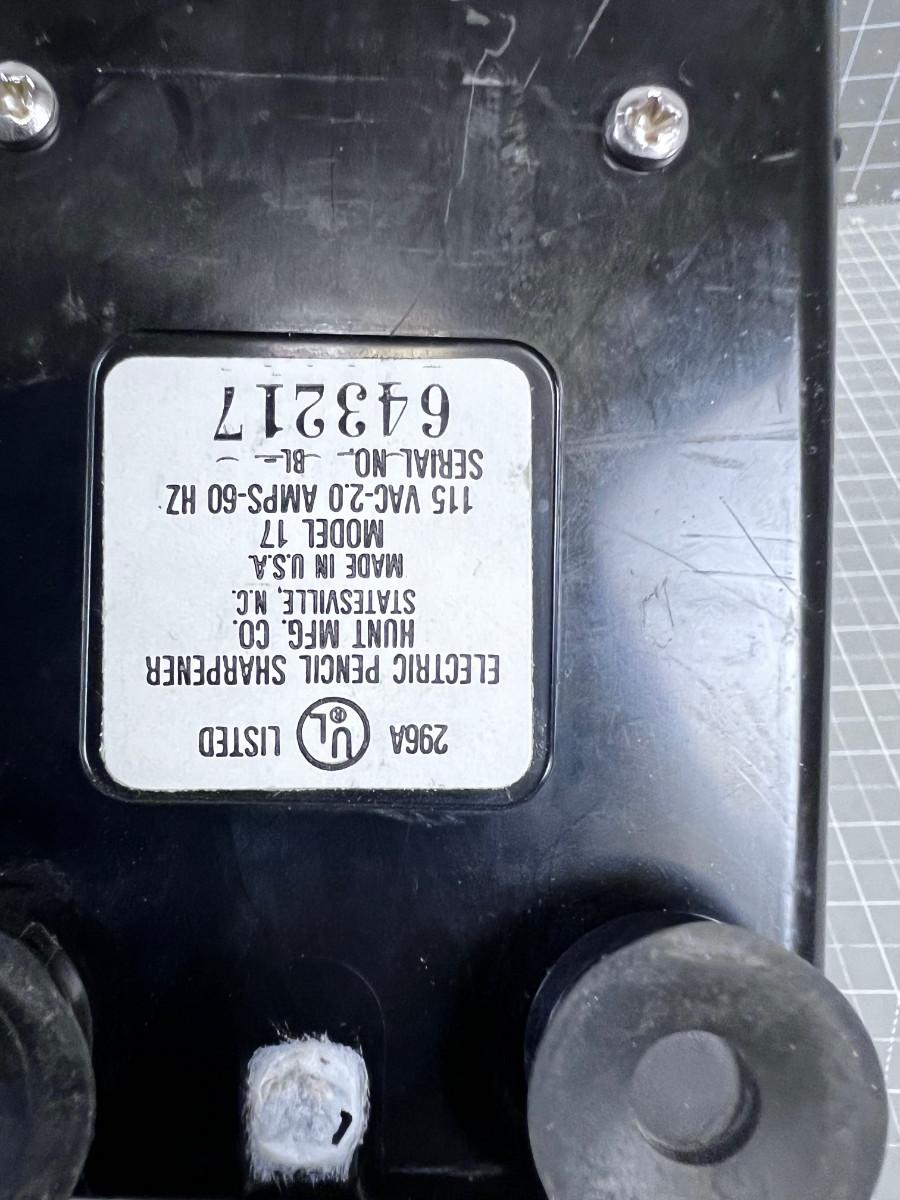 296A UL® LISTED
ELECTRIC PENCIL SHARPENER
HUNT MFG. CO.
STATESVILLE, N.C.
MADE IN U.S.A.
MODEL 17
115 VAC-2.0 AMPS-60 HZ
SERIAL NO. BL-
643217